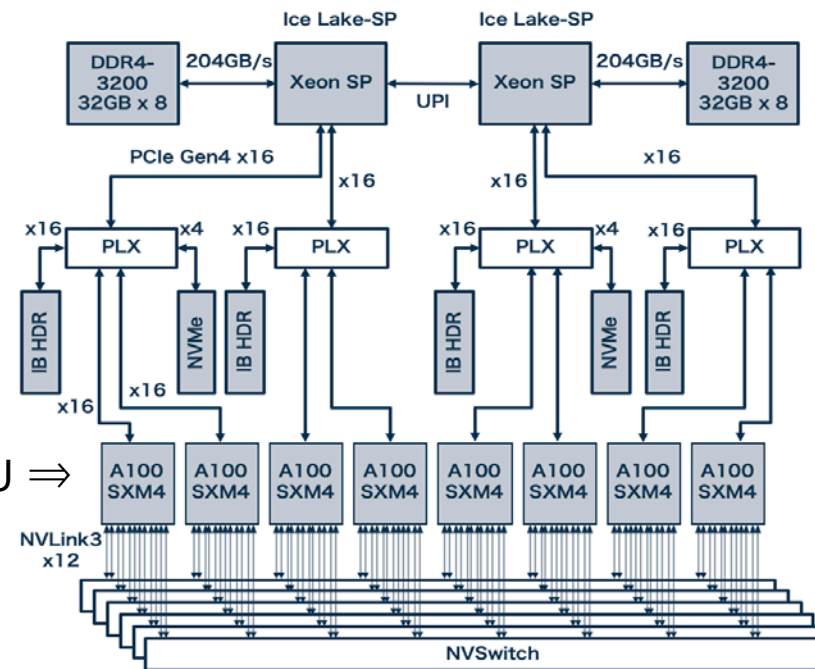 Ice Lake-SP
Ice Lake-SP
DDR4-
3200
32GB x 8
204GB/s
Xeon SP
UPI
Xeon SP
204GB/s
DDR4-
3200
32GB x 8
PCIe Gen4 x16
x16
x16
x16
x16
PLX
x4
x16
PLX
x16
PLX
x4
x16
PLX
IB HDR
NVMe
IB HDR
IB HDR
NVMe
IB HDR
x16
x16
U ⇒
A100
SXM4
A100
SXM4
A100
SXM4
A100
SXM4
A100
SXM4
A100
SXM4
A100
SXM4
A100
SXM4
NVLink3
x12
NVSwitch